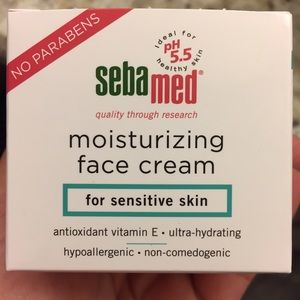 NO PARABENS
ideal for
pH
5.5
healthy skin
sebamed®
quality through research
moisturizing
face cream
for sensitive skin
antioxidant vitamin E • ultra-hydrating
hypoallergenic • non-comedogenic